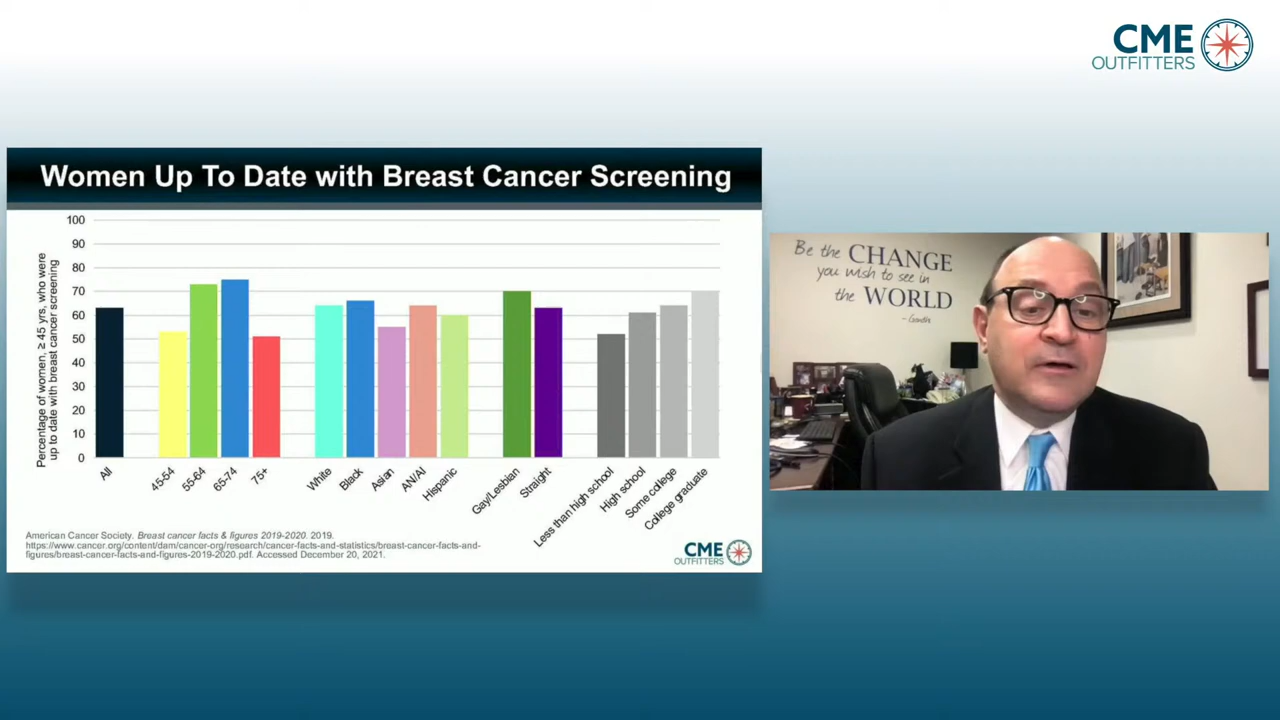 CME
OUTFITTERS
Women Up To Date with Breast Cancer Screening
Percentage of women, ≥ 45 yrs, who were
up to date with breast cancer screening
100
90
80
70
60
50
40
30
20
10
0
All
45-54
55-64
65-74
75+
White
Black
Asian
AN/AI
Hispanic
Gay/Lesbian
Straight
Less than high school
High school
Some college
College graduate
American Cancer Society. Breast cancer facts & figures 2019-2020. 2019.
https://www.cancer.org/content/dam/cancer-org/research/cancer-facts-and-statistics/breast-cancer-facts-and-
figures/breast-cancer-facts-and-figures-2019-2020.pdf. Accessed December 20, 2021.
CME
OUTFITTERS
Be the CHANGE
you wish to see in
the WORLD
- Gandhi